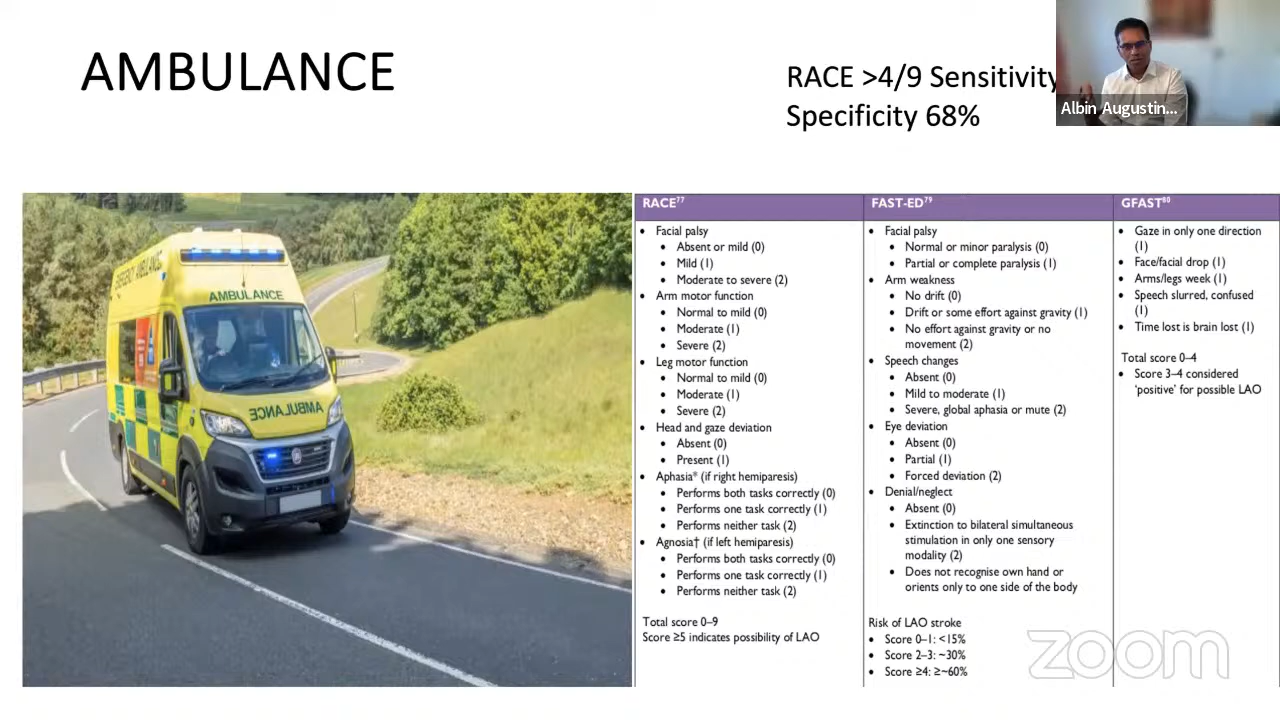 AMBULANCE
RACE >4/9 Sensitivity
Specificity 68%
Albin Augustin...
EMERGENCY AMBULANCE
AMBULANCE
AMBULANCE
RACE77
Facial palsy
Absent or mild (0)
Mild (1)
Moderate to severe (2)
Arm motor function
Normal to mild (0)
Moderate (1)
Severe (2)
Leg motor function
Normal to mild (0)
Moderate (1)
Severe (2)
Head and gaze deviation
Absent (0)
Present (1)
Aphasia* (if right hemiparesis)
Performs both tasks correctly (0)
Performs one task correctly (1)
Performs neither task (2)
Agnosia† (if left hemiparesis)
Performs both tasks correctly (0)
Performs one task correctly (1)
Performs neither task (2)
Total score 0–9
Score ≥5 indicates possibility of LAO
FAST-ED79
Facial palsy
Normal or minor paralysis (0)
Partial or complete paralysis (1)
Arm weakness
No drift (0)
Drift or some effort against gravity (1)
No effort against gravity or no
movement (2)
Speech changes
Absent (0)
Mild to moderate (1)
Severe, global aphasia or mute (2)
Eye deviation
Absent (0)
Partial (1)
Forced deviation (2)
Denial/neglect
Absent (0)
Extinction to bilateral simultaneous
stimulation in only one sensory
modality (2)
Does not recognise own hand or
orients only to one side of the body
Risk of LAO stroke
Score 0–1: <15%
Score 2–3: ~30%
Score ≥4: ≥~60%
GFAST80
Gaze in only one direction
(1)
Face/facial drop (1)
Arms/legs week (1)
Speech slurred, confused
(1)
Time lost is brain lost (1)
Total score 0–4
Score 3–4 considered
'positive' for possible LAO
zoom